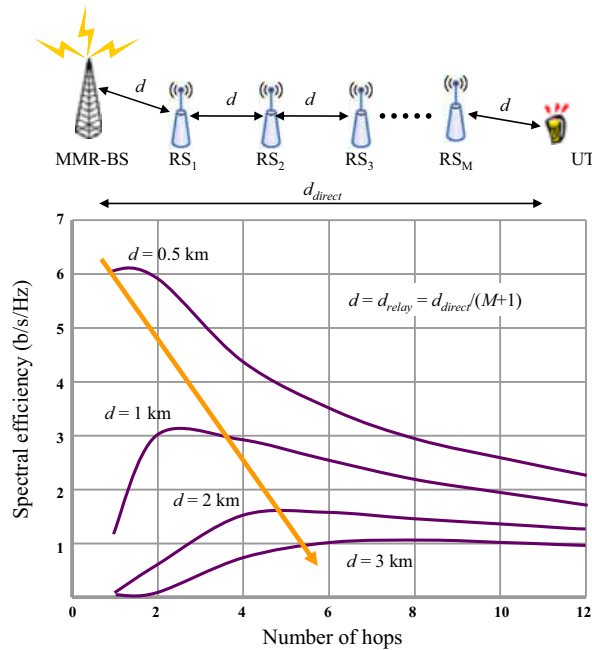 d d d d
MMR-BS RS1 RS2 RS3 RSM UT
ddirect
7
d = 0.5 km
6
d = drelay = ddirect/(M+1)
5
4
d = 1 km
3
2
d = 2 km
1
d = 3 km
0 2 4 6 8 10 12
Number of hops
Spectral efficiency (b/s/Hz)